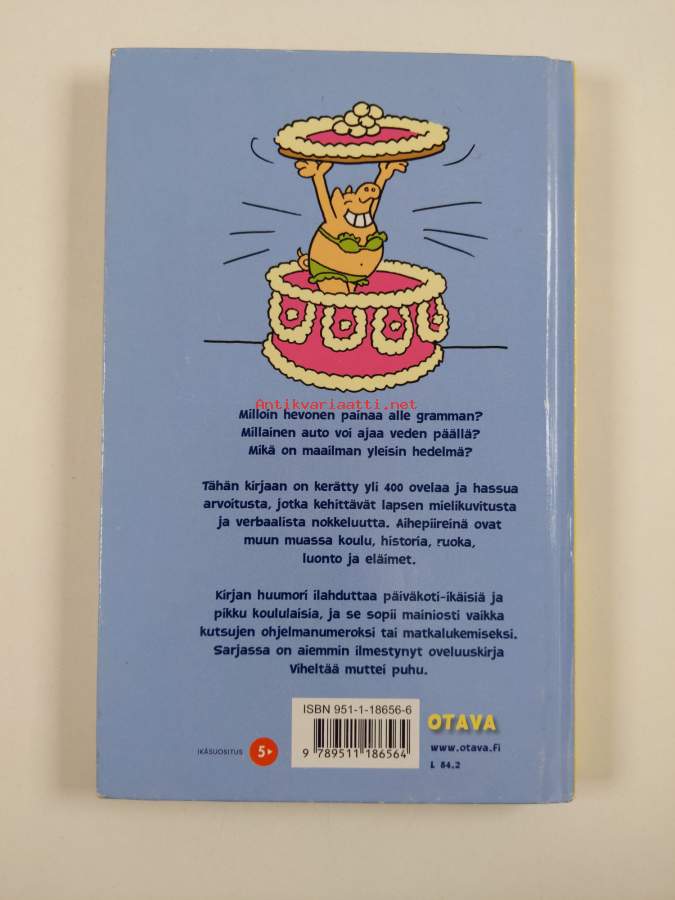 Antikvariaatti.net
Milloin hevonen painaa alle gramman?
Millainen auto voi ajaa veden päällä?
Mikä on maailman yleisin hedelmä?
Tähän kirjaan on kerätty yli 400 ovelaa ja hassua
arvoitusta, jotka kehittävät lapsen mielikuvitusta
ja verbaalista nokkeluutta. Aihepiireinä ovat
muun muassa koulu, historia, ruoka,
luonto ja eläimet.
Kirjan huumori ilahduttaa päiväkoti-ikäisiä ja
pikku koululaisia, ja se sopii mainiosti vaikka
kutsujen ohjelmanumeroksi tai matkalukemiseksi.
Sarjassa on aiemmin ilmestynyt oveluuskirja
Viheltää muttei puhu.
ISBN 951-1-18656-6
9 789511 186564
IKÄSUOSITUS 5
OTAVA
www.otava.fi
L 84.2